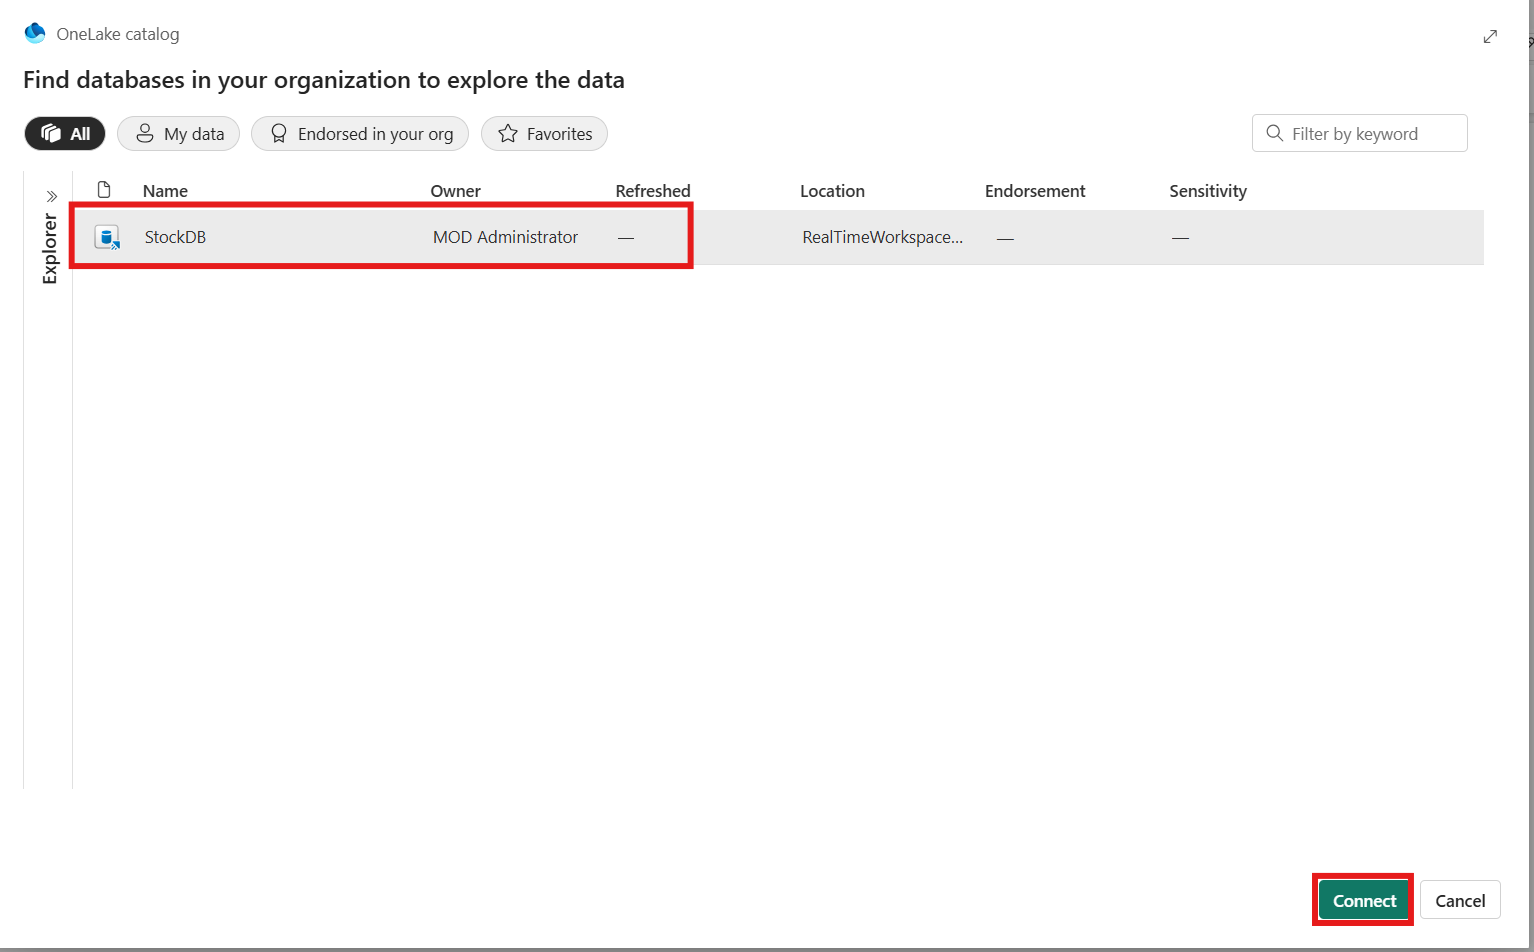 OneLake catalog
Find databases in your organization to explore the data
All My data Endorsed in your org Favorites Filter by keyword
Explorer
Name Owner Refreshed Location Endorsement Sensitivity
StockDB MOD Administrator — RealTimeWorkspace... — —
Connect Cancel